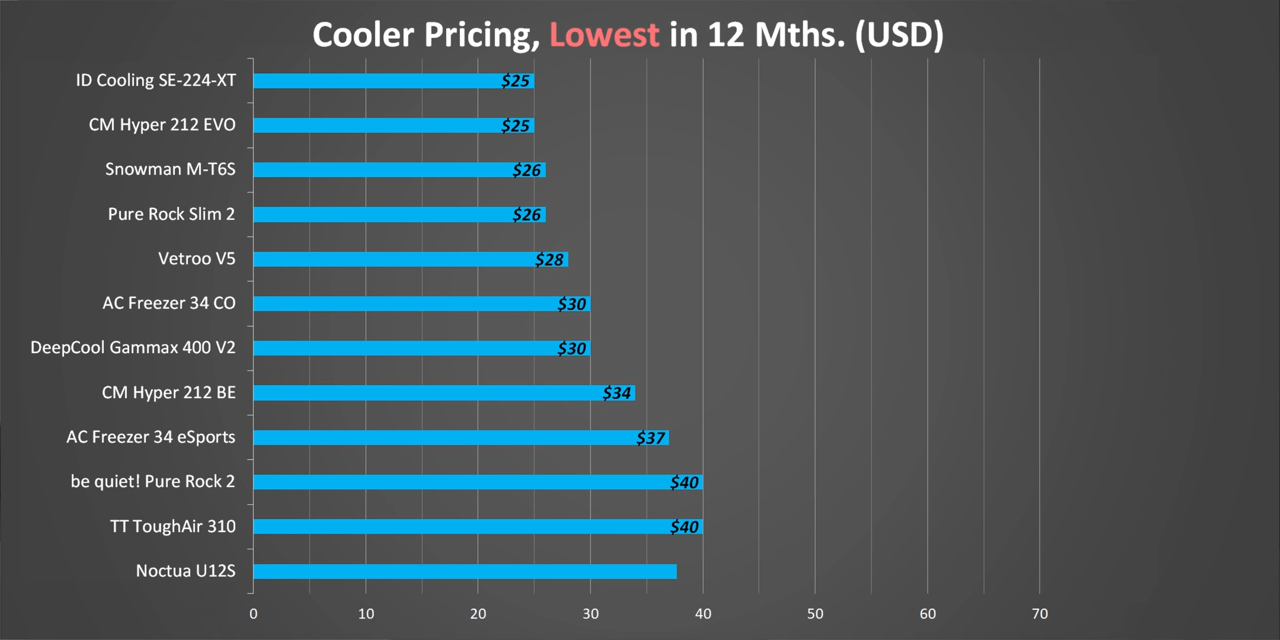 Cooler Pricing, Lowest in 12 Mths. (USD)
ID Cooling SE-224-XT $25
CM Hyper 212 EVO $25
Snowman M-T6S $26
Pure Rock Slim 2 $26
Vetroo V5 $28
AC Freezer 34 CO $30
DeepCool Gammax 400 V2 $30
CM Hyper 212 BE $34
AC Freezer 34 eSports $37
be quiet! Pure Rock 2 $40
TT ToughAir 310 $40
Noctua U12S
0 10 20 30 40 50 60 70